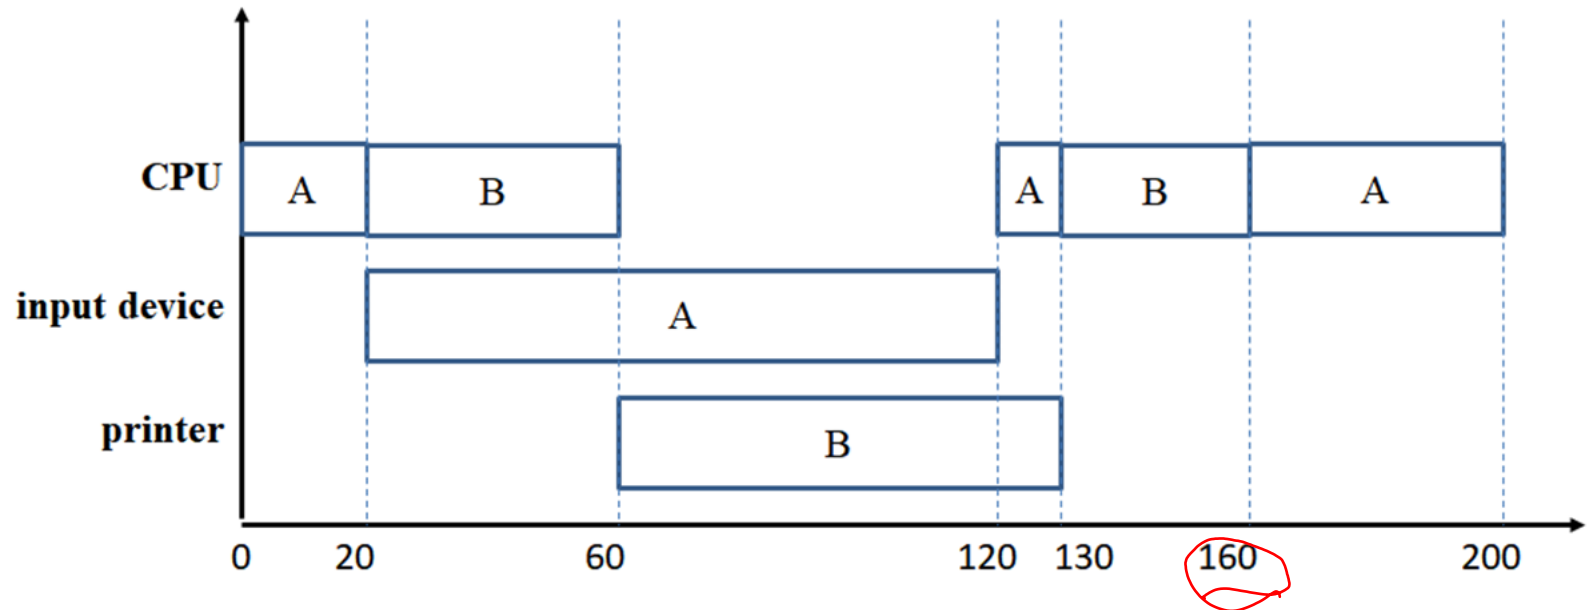 CPU A B A B A
input device A
printer B
0 20 60 120 130 160 200